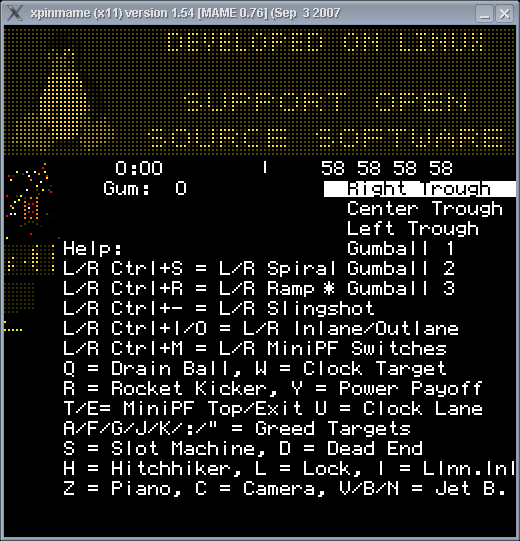 xpinmame (x11) version 1.54 [MAME 0.76] (Sep 3 2007
DEVELOPED ON LINUX
SUPPORT OPEN
SOURCE SOFTWARE
0:00 | 58 58 58 58
Gum: 0 Right Trough
Center Trough
Left Trough
Help: Gumball 1
L/R Ctrl+S = L/R Spiral Gumball 2
L/R Ctrl+R = L/R Ramp * Gumball 3
L/R Ctrl+- = L/R Slingshot
L/R Ctrl+I/O = L/R Inlane/Outlane
L/R Ctrl+M = L/R MiniPF Switches
Q = Drain Ball, W = Clock Target
R = Rocket Kicker, Y = Power Payoff
T/E= MiniPF Top/Exit U = Clock Lane
A/F/G/J/K/:/" = Greed Targets
S = Slot Machine, D = Dead End
H = Hitchhiker, L = Lock, I = LInn.Inl
Z = Piano, C = Camera, V/B/N = Jet B.